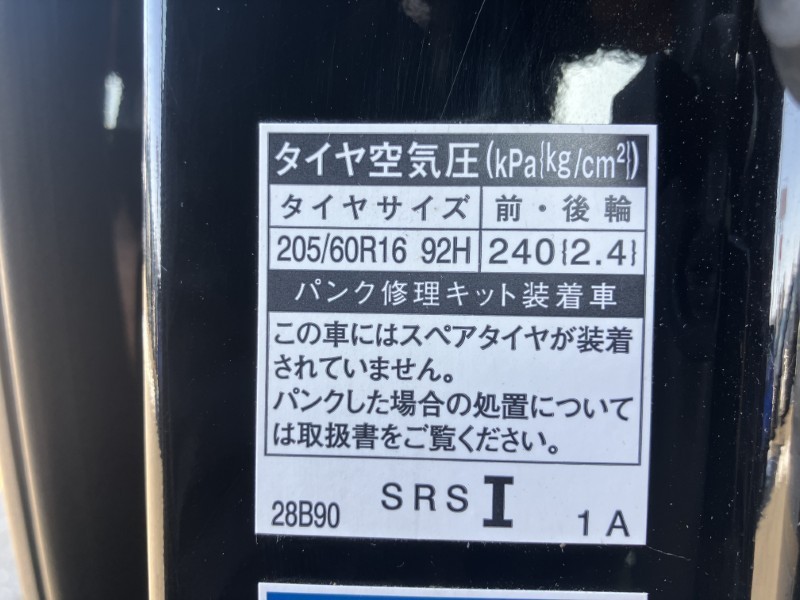 タイヤ空気圧(kPa{kg/cm²})
タイヤサイズ 前・後輪
205/60R16 92H 240{2.4}
パンク修理キット装着車
この車にはスペアタイヤが装着
されていません。
パンクした場合の処置について
は取扱書をご覧ください。
28B90 SRS I 1A